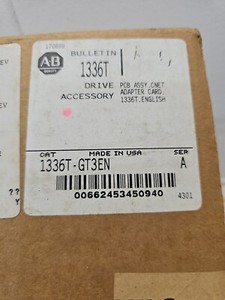 BULLETIN
AB
1336T
DRIVE
ACCESSORY
PCB ASSY,CNET
ADAPTER CARD,
1336T,ENGLISH
CAT
MADE IN USA
SER
1336T-GT3EN
A
00662453450940
4301
EV
??
Y